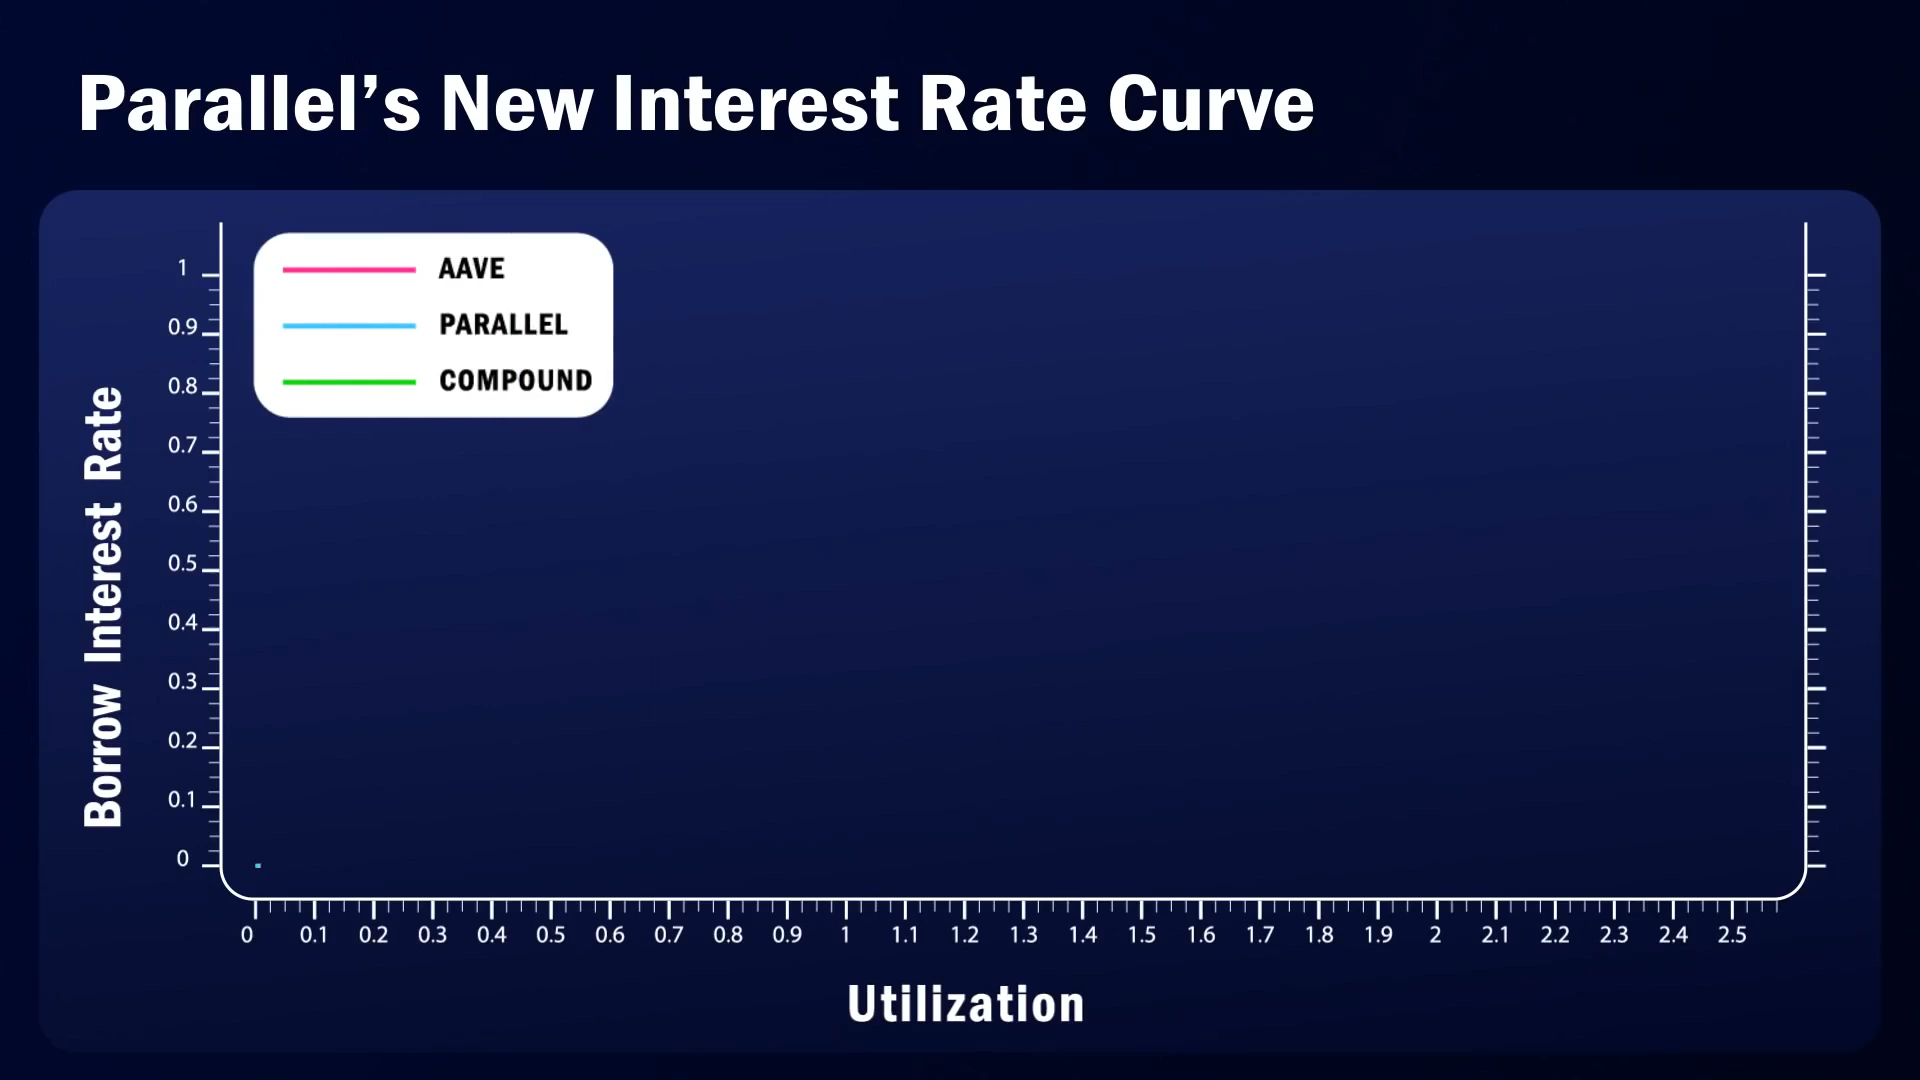 Parallel’s New Interest Rate Curve
AAVE
PARALLEL
COMPOUND
Borrow Interest Rate
1
0.9
0.8
0.7
0.6
0.5
0.4
0.3
0.2
0.1
0
0 0.1 0.2 0.3 0.4 0.5 0.6 0.7 0.8 0.9 1 1.1 1.2 1.3 1.4 1.5 1.6 1.7 1.8 1.9 2 2.1 2.2 2.3 2.4 2.5
Utilization